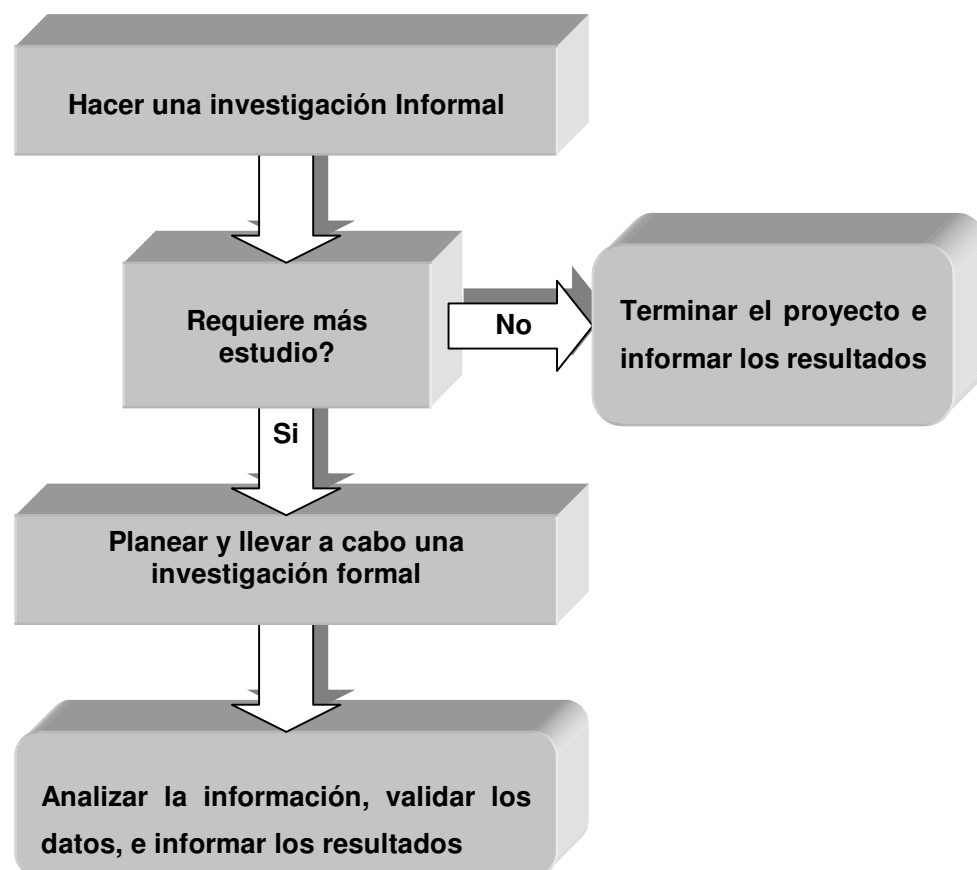 Hacer una investigación Informal
Requiere más
estudio?
No
Terminar el proyecto e
informar los resultados
Si
Planear y llevar a cabo una
investigación formal
Analizar la información, validar los
datos, e informar los resultados